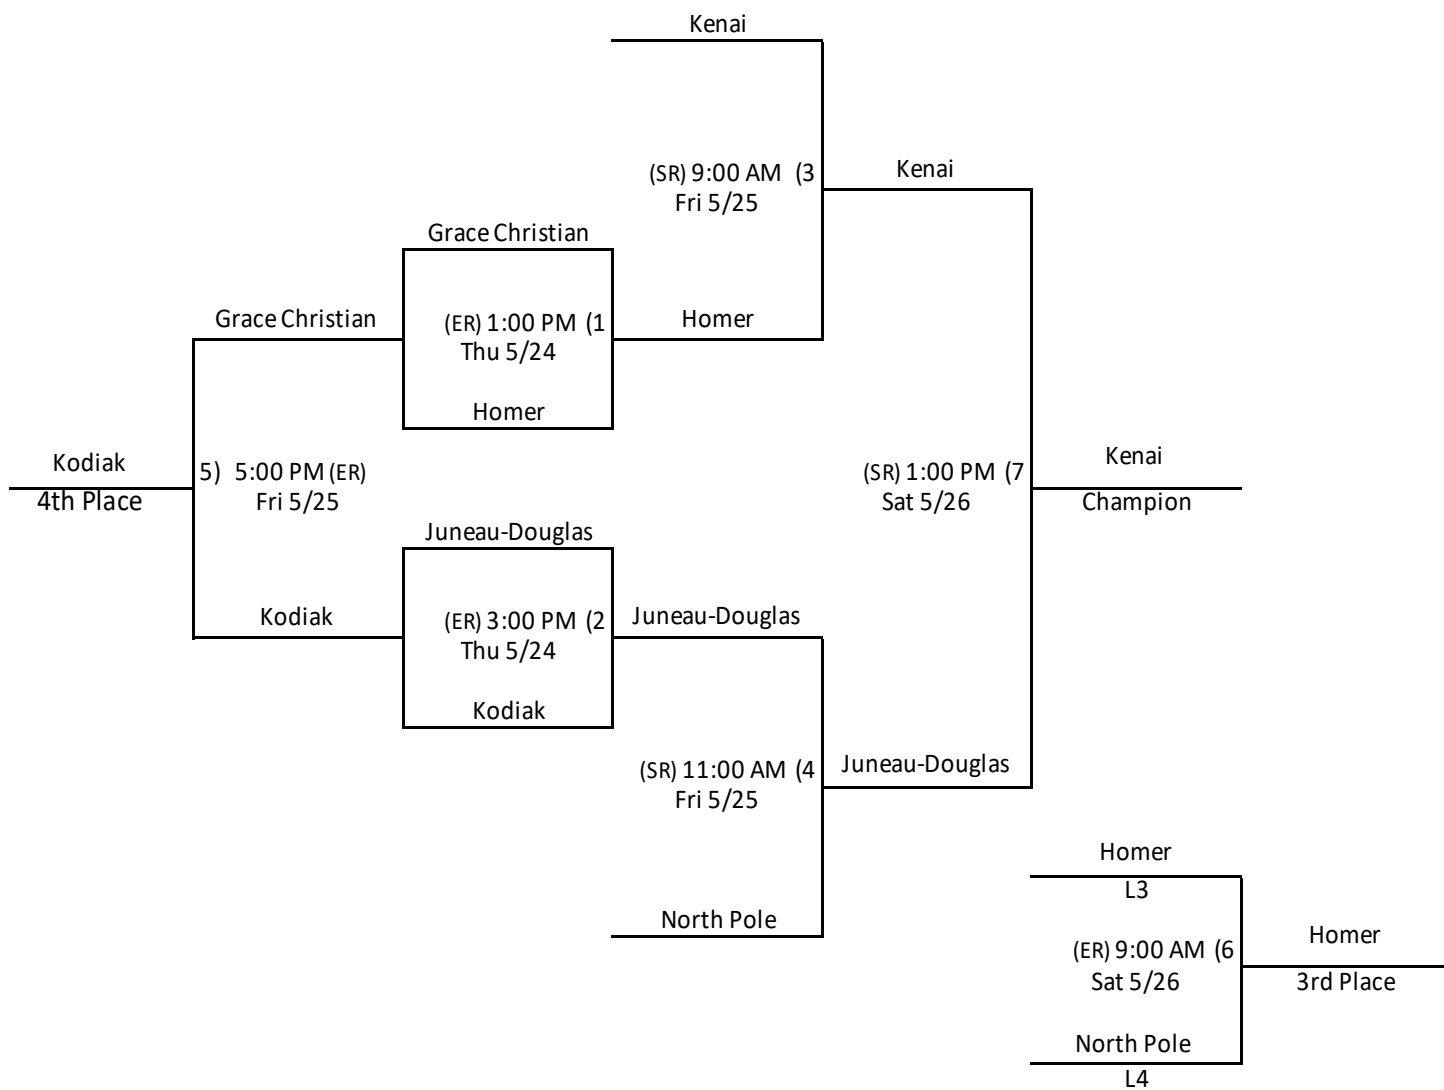 Kenai
(SR) 9:00 AM (3
Fri 5/25
Kenai
Grace Christian
Grace Christian
(ER) 1:00 PM (1
Thu 5/24
Homer
Homer
Kodiak
4th Place
5) 5:00 PM (ER)
Fri 5/25
(SR) 1:00 PM (7
Sat 5/26
Kenai
Champion
Juneau-Douglas
Kodiak
(ER) 3:00 PM (2
Thu 5/24
Juneau-Douglas
Kodiak
(SR) 11:00 AM (4
Fri 5/25
Juneau-Douglas
North Pole
Homer
L3
(ER) 9:00 AM (6
Sat 5/26
Homer
3rd Place
North Pole
L4